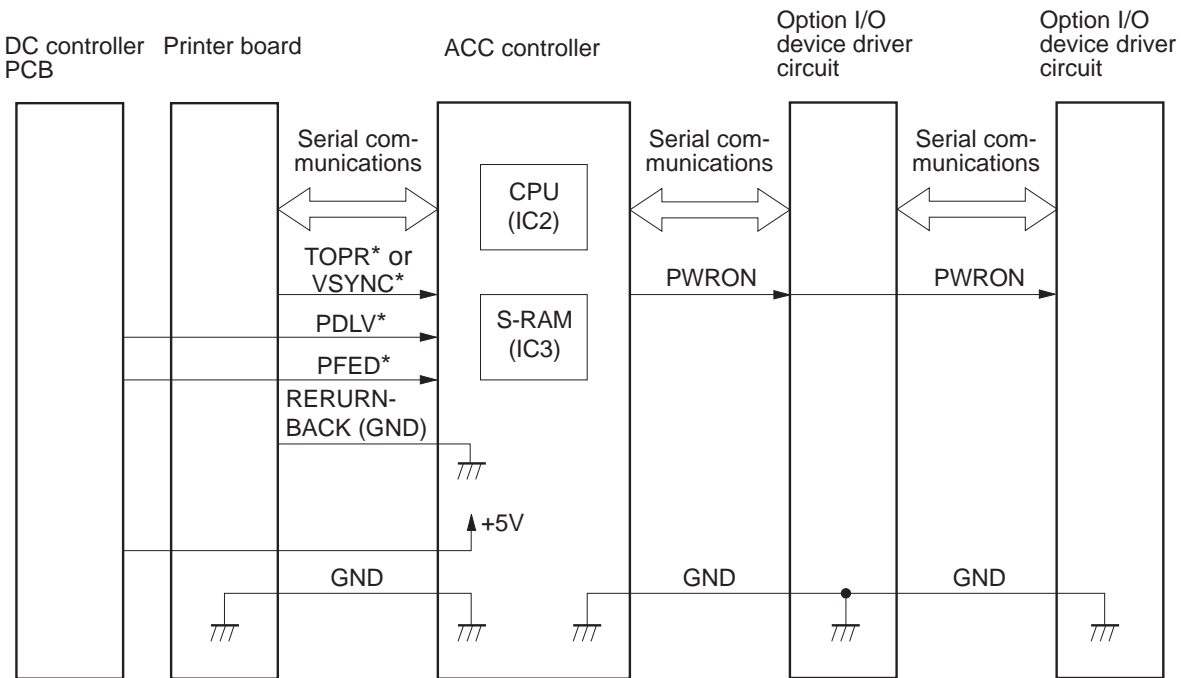 DC controller
PCB
Printer board
ACC controller
Option I/O
device driver
circuit
Option I/O
device driver
circuit
Serial com-
munications
CPU
(IC2)
Serial com-
munications
Serial com-
munications
TOPR* or
VSYNC*
PWRON
PWRON
PDLV*
S-RAM
(IC3)
PFED*
RERURN-
BACK (GND)
+5V
GND
GND
GND